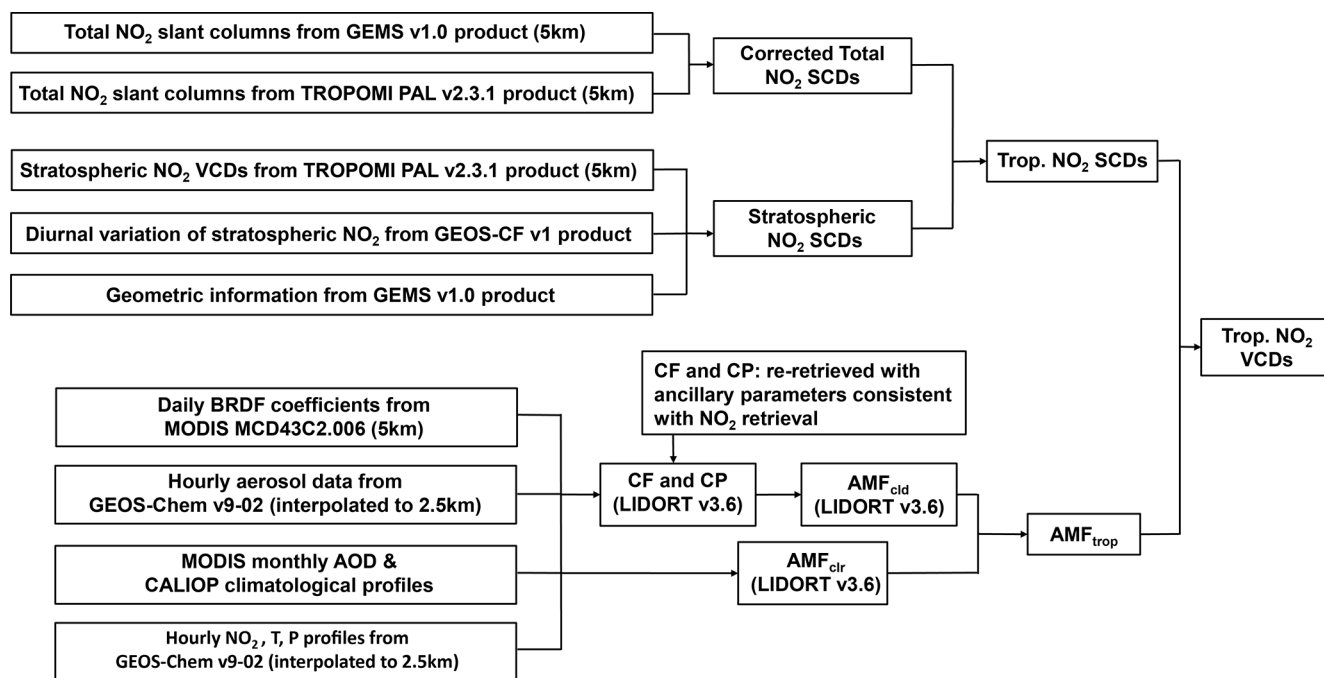 Total NO₂ slant columns from GEMS v1.0 product (5km)
Total NO₂ slant columns from TROPOMI PAL v2.3.1 product (5km)
Corrected Total
NO₂ SCDs
Stratospheric NO₂ VCDs from TROPOMI PAL v2.3.1 product (5km)
Diurnal variation of stratospheric NO₂ from GEOS-CF v1 product
Geometric information from GEMS v1.0 product
Stratospheric
NO₂ SCDs
Trop. NO₂ SCDs
Trop. NO₂
VCDs
CF and CP: re-retrieved with
ancillary parameters consistent
with NO₂ retrieval
Daily BRDF coefficients from
MODIS MCD43C2.006 (5km)
Hourly aerosol data from
GEOS-Chem v9-02 (interpolated to 2.5km)
MODIS monthly AOD &
CALIOP climatological profiles
Hourly NO₂ , T, P profiles from
GEOS-Chem v9-02 (interpolated to 2.5km)
CF and CP
(LIDORT v3.6)
AMFcld
(LIDORT v3.6)
AMFclr
(LIDORT v3.6)
AMFtrop